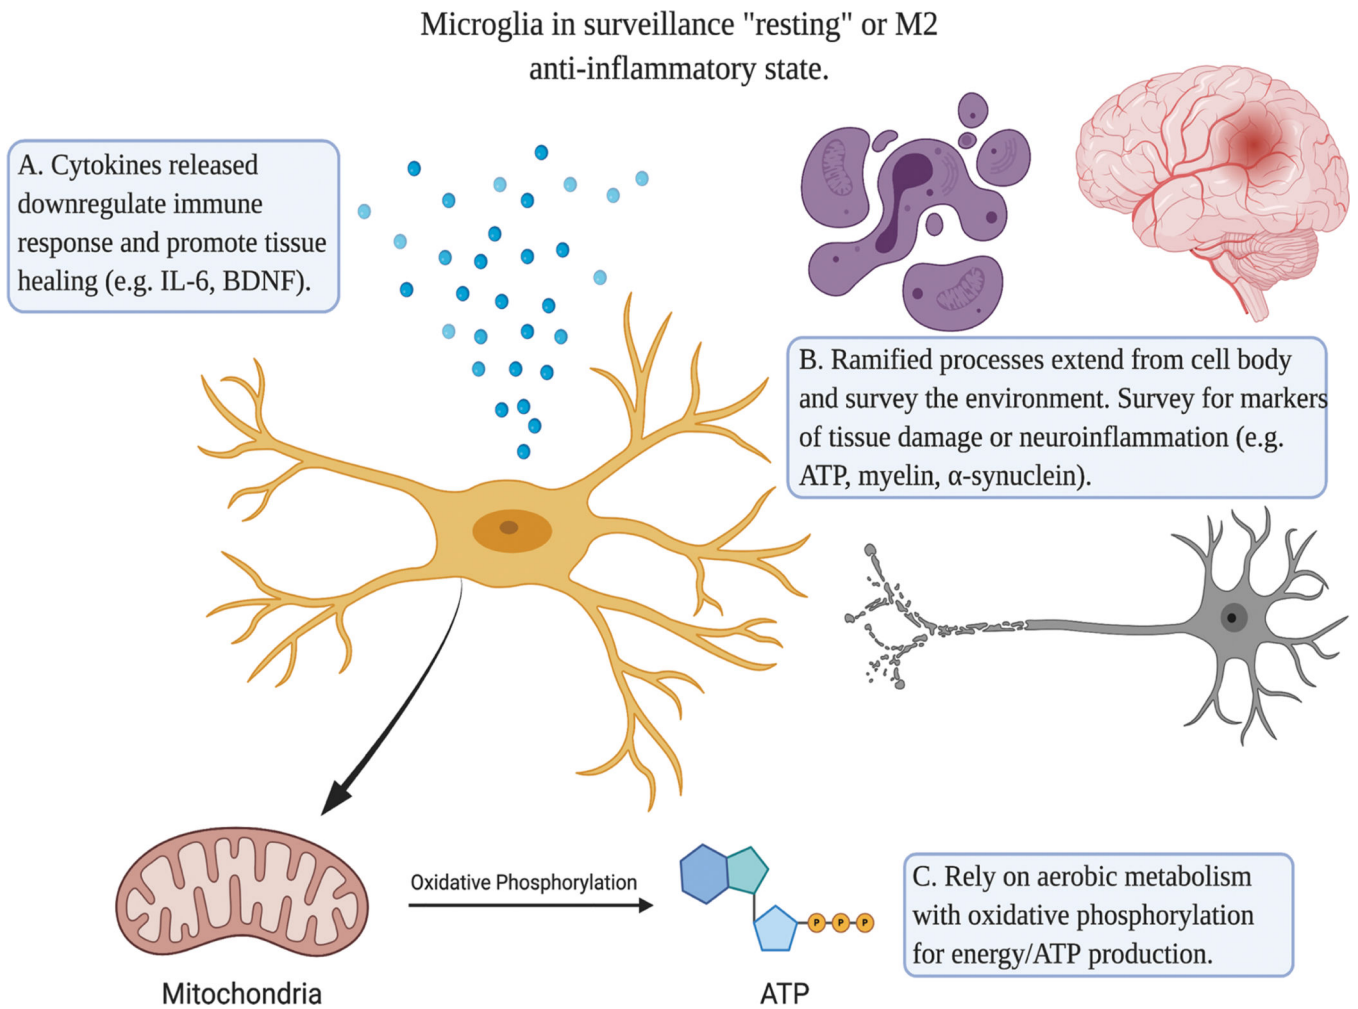 Microglia in surveillance "resting" or M2
anti-inflammatory state.
A. Cytokines released
downregulate immune
response and promote tissue
healing (e.g. IL-6, BDNF).
B. Ramified processes extend from cell body
and survey the environment. Survey for markers
of tissue damage or neuroinflammation (e.g.
ATP, myelin, α-synuclein).
Oxidative Phosphorylation
P P P
C. Rely on aerobic metabolism
with oxidative phosphorylation
for energy/ATP production.
Mitochondria
ATP